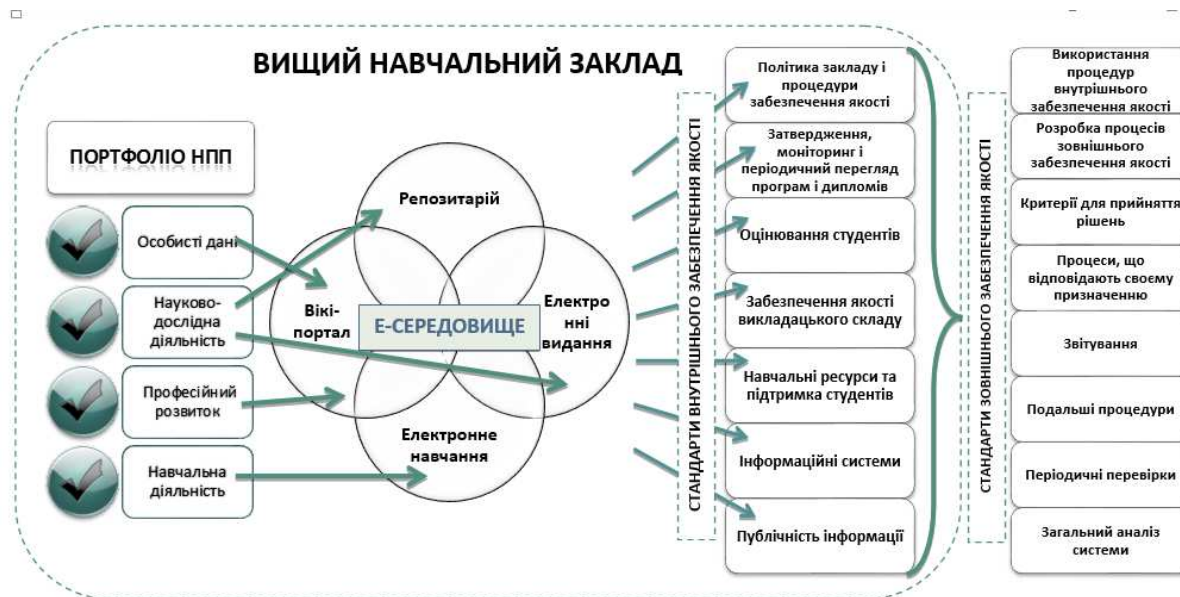 ВИЩИЙ НАВЧАЛЬНИЙ ЗАКЛАД
ПОРТФОЛІО НПП
Особисті дані
Науково-
дослідна
діяльність
Професійний
розвиток
Навчальна
діяльність
Репозитарій
Вікі-
портал
Е-СЕРЕДОВИЩЕ
Електро
нні
видання
Електронне
навчання
СТАНДАРТИ ВНУТРІШНЬОГО ЗАБЕЗПЕЧЕННЯ ЯКОСТІ
Політика закладу і
процедури
забезпечення якості
Затвердження,
моніторинг і
періодичний перегляд
програм і дипломів
Оцінювання студентів
Забезпечення якості
викладацького складу
Навчальні ресурси та
підтримка студентів
Інформаційні системи
Публічність інформації
СТАНДАРТИ ЗОВНІШНЬОГО ЗАБЕЗПЕЧЕННЯ ЯКОСТІ
Використання
процедур
внутрішнього
забезпечення якості
Розробка процесів
зовнішнього
забезпечення якості
Критерії для прийняття
рішень
Процеси, що
відповідають своєму
призначенню
Звітування
Подальші процедури
Періодичні перевірки
Загальний аналіз
системи